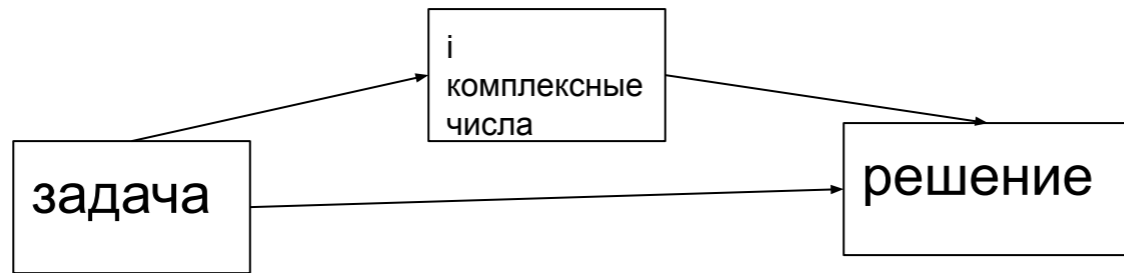 i
комплексные
числа
задача
решение